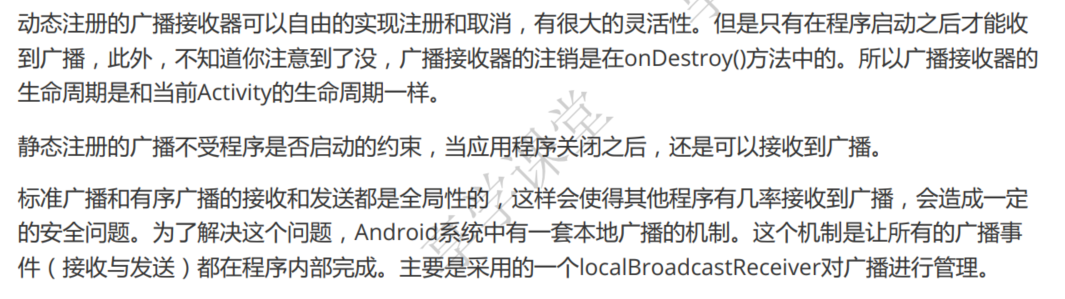 动态注册的广播接收器可以自由的实现注册和取消，有很大的灵活性。但是只有在程序启动之后才能收
到广播，此外，不知道你注意到了没，广播接收器的注销是在onDestroy()方法中的。所以广播接收器的
生命周期是和当前Activity的生命周期一样。
静态注册的广播不受程序是否启动的约束，当应用程序关闭之后，还是可以接收到广播。
标准广播和有序广播的接收和发送都是全局性的，这样会使得其他程序有几率接收到广播，会造成一定
的安全问题。为了解决这个问题，Android系统中有一套本地广播的机制。这个机制是让所有的广播事
件（接收与发送）都在程序内部完成。主要是采用的一个localBroadcastReceiver对广播进行管理。
享学课堂